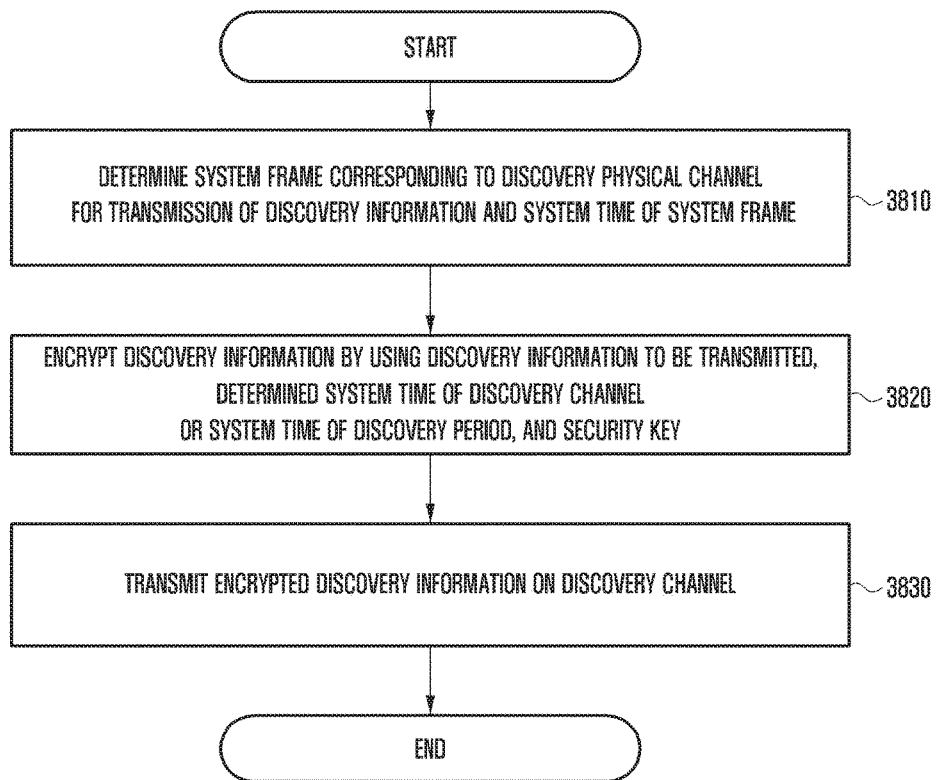 START
DETERMINE SYSTEM FRAME CORRESPONDING TO DISCOVERY PHYSICAL CHANNEL
FOR TRANSMISSION OF DISCOVERY INFORMATION AND SYSTEM TIME OF SYSTEM FRAME
3810
ENCRYPT DISCOVERY INFORMATION BY USING DISCOVERY INFORMATION TO BE TRANSMITTED,
DETERMINED SYSTEM TIME OF DISCOVERY CHANNEL
OR SYSTEM TIME OF DISCOVERY PERIOD, AND SECURITY KEY
3820
TRANSMIT ENCRYPTED DISCOVERY INFORMATION ON DISCOVERY CHANNEL
3830
END